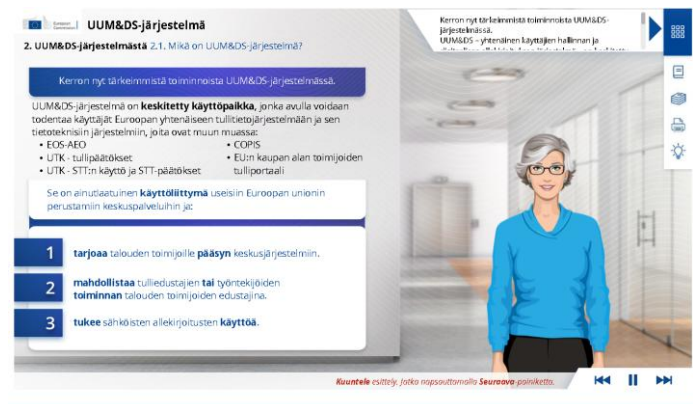 European
Commission
UUM&DS-järjestelmä
Kerron nyt tärkeimmistä toiminnoista UUM&DS-
järjestelmässä.
UUM&DS – yhtenäinen käyttäjien hallinnan ja
2. UUM&DS-järjestelmästä 2.1. Mikä on UUM&DS-järjestelmä?
Kerron nyt tärkeimmistä toiminnoista UUM&DS-järjestelmässä.
UUM&DS-järjestelmä on keskitetty käyttöpaikka, jonka avulla voidaan
todentaa käyttäjät Euroopan yhtenäiseen tullitietojärjestelmään ja sen
tietoteknisiin järjestelmiin, joita ovat muun muassa:
• EOS-AEO
• UTK - tullipäätökset
• UTK - STT:n käyttö ja STT-päätökset
• COPIS
• EU:n kaupan alan toimijoiden
tulliportaali
Se on ainutlaatuinen käyttöliittymä useisiin Euroopan unionin
perustamiin keskuspalveluihin ja:
1 tarjoaa talouden toimijoille pääsyn keskusjärjestelmiin.
2 mahdollistaa tulliedustajien tai työntekijöiden
toiminnan talouden toimijoiden edustajina.
3 tukee sähköisten allekirjoitusten käyttöä.
Kuuntele esittely. Jatka napsauttamalla Seuraava-painiketta.